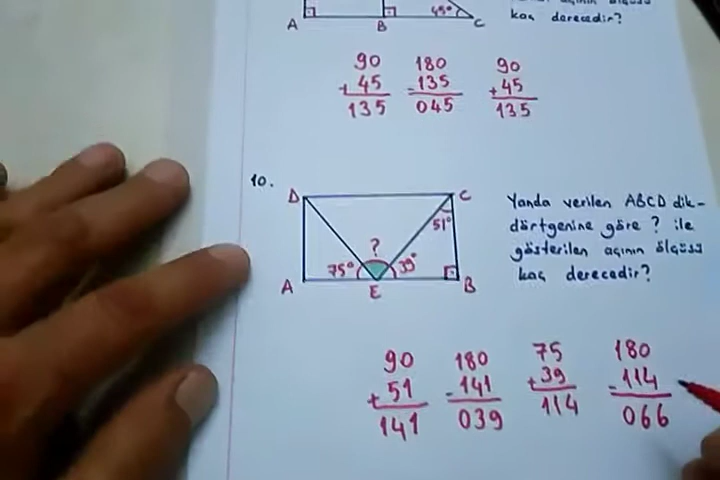 45°
A
B
C
kaç derecedir?
90
+ 45
135
180
- 135
045
90
+ 45
135
10.
D
C
51°
?
75°
39°
A
E
B
Yanda verilen ABCD dik-
dörtgenine göre ? ile
gösterilen açının ölçüsü
kaç derecedir?
90
+ 51
141
180
- 141
039
75
+ 39
114
180
- 114
066